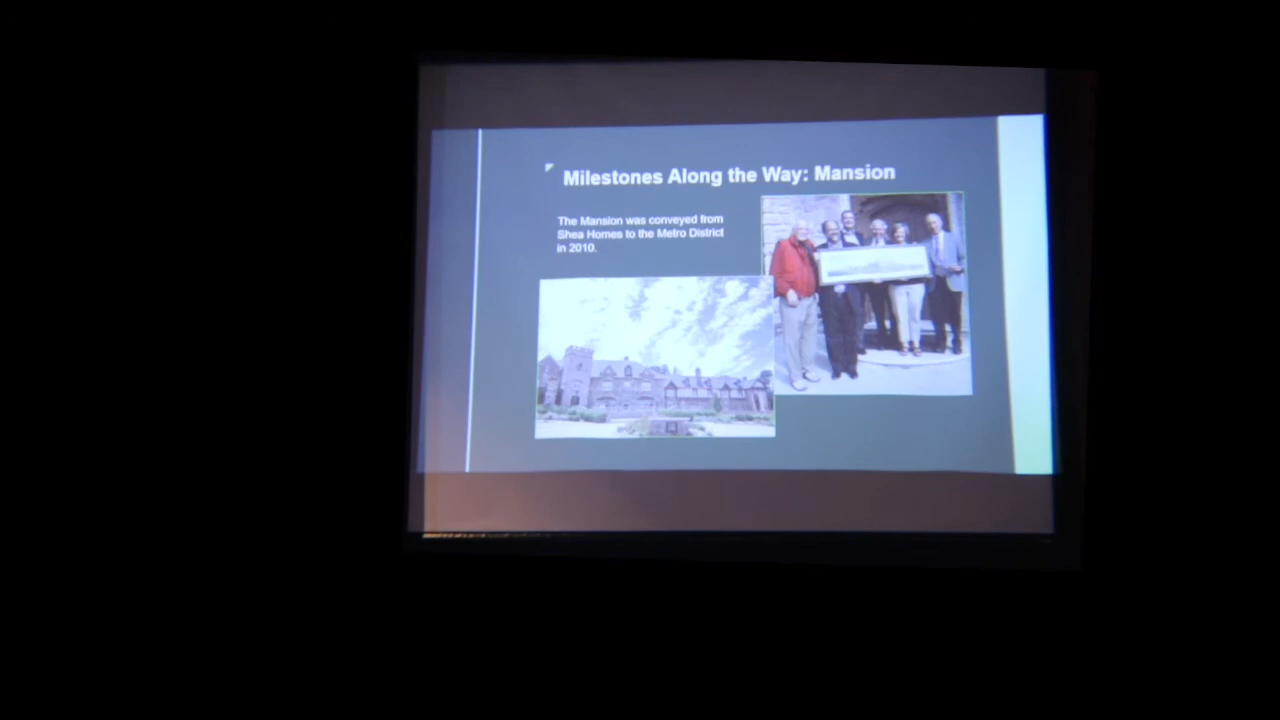 Milestones Along the Way: Mansion
The Mansion was conveyed from
Shea Homes to the Metro District
in 2010.